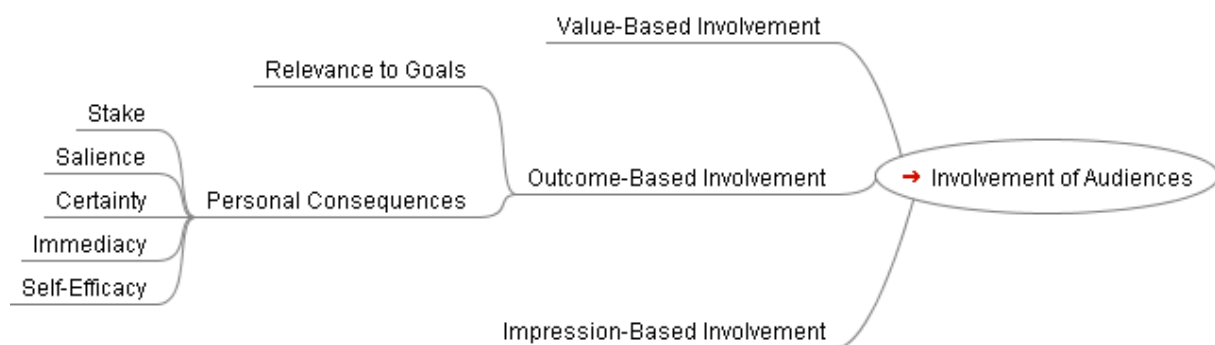 Value-Based Involvement
Relevance to Goals
Stake
Salience
Outcome-Based Involvement
Involvement of Audiences
Certainty
Personal Consequences
Immediacy
Self-Efficacy
Impression-Based Involvement